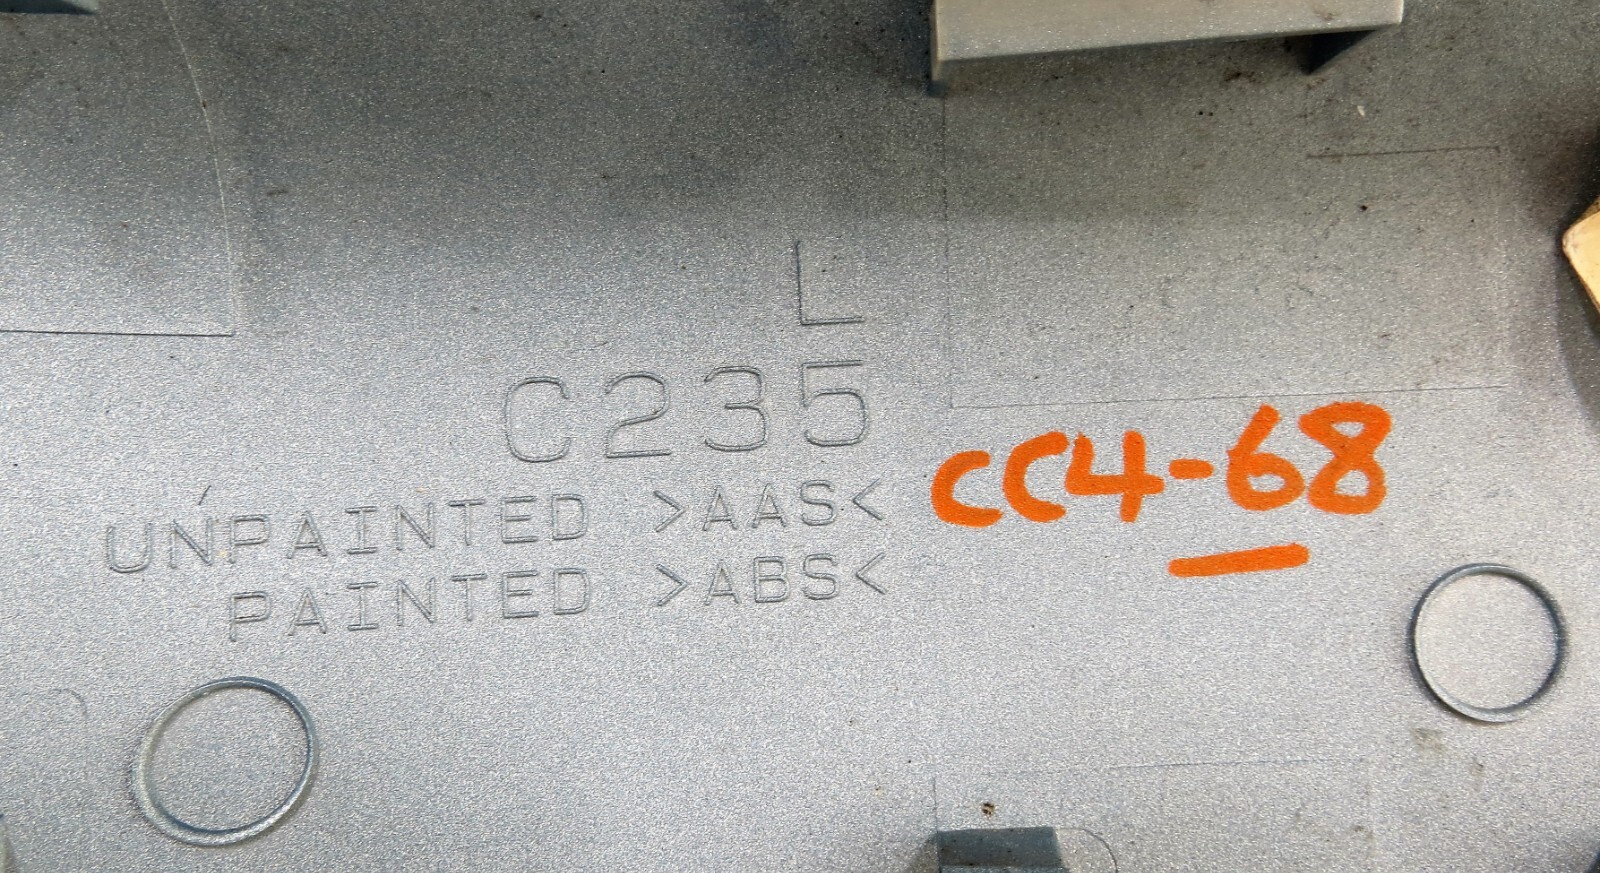 L
C235
UNPAINTED >AAS<
PAINTED >ABS<
CC4-68